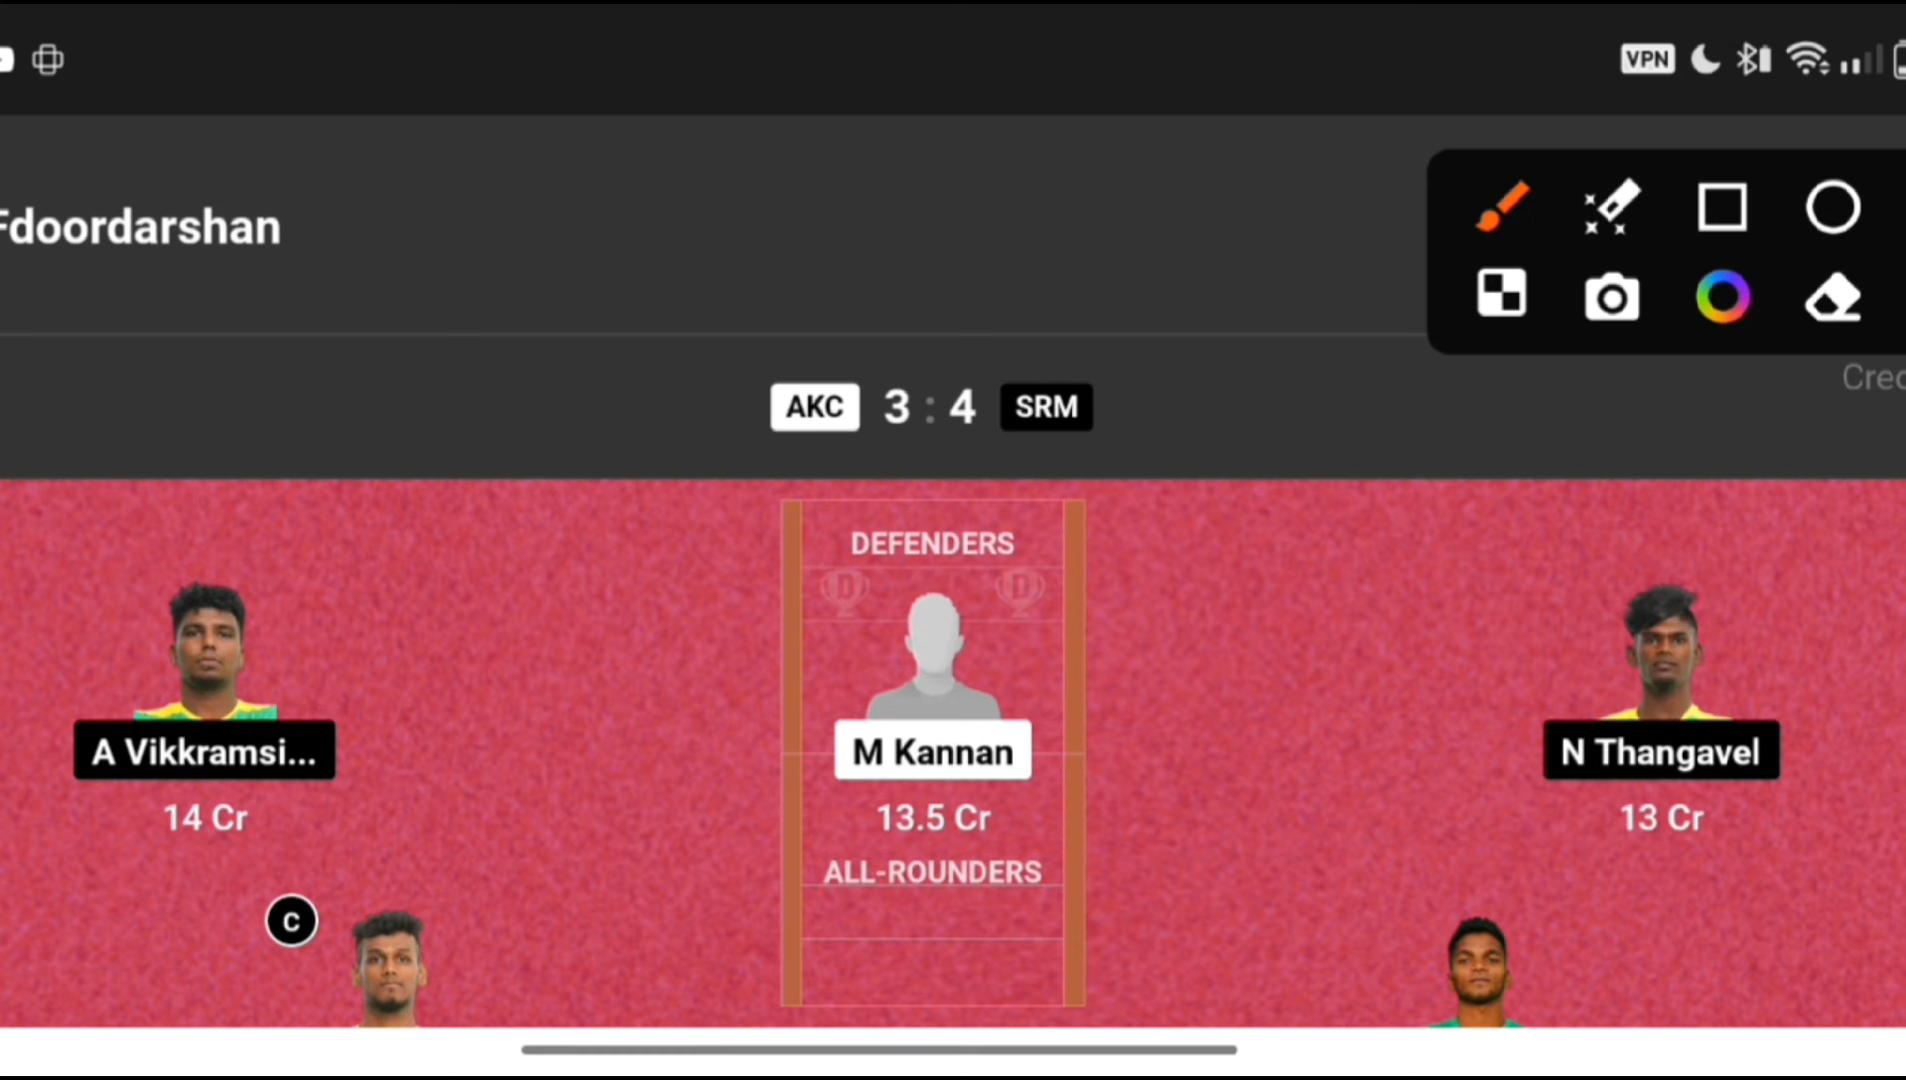 VPN
Fdoordarshan
Cred
AKC 3 : 4 SRM
DEFENDERS
D D
A Vikkramsi... M Kannan N Thangavel
14 Cr 13.5 Cr 13 Cr
ALL-ROUNDERS
C